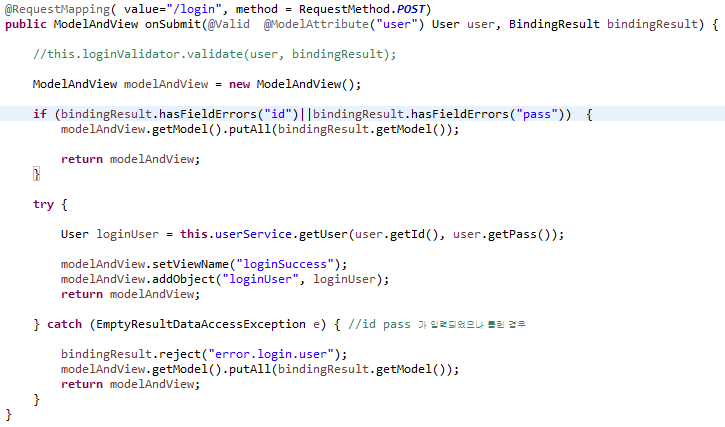 @RequestMapping( value="/login", method = RequestMethod.POST)
public ModelAndView onSubmit(@Valid  @ModelAttribute("user") User user, BindingResult bindingResult) {
//this.loginValidator.validate(user, bindingResult);
ModelAndView modelAndView = new ModelAndView();
if (bindingResult.hasFieldErrors("id")||bindingResult.hasFieldErrors("pass"))  {
modelAndView.getModel().putAll(bindingResult.getModel());
return modelAndView;
}
try {
User loginUser = this.userService.getUser(user.getId(), user.getPass());
modelAndView.setViewName("loginSuccess");
modelAndView.addObject("loginUser", loginUser);
return modelAndView;
} catch (EmptyResultDataAccessException e) { //id pass 가 입력되었으나 틀린 경우
bindingResult.reject("error.login.user");
modelAndView.getModel().putAll(bindingResult.getModel());
return modelAndView;
}
}